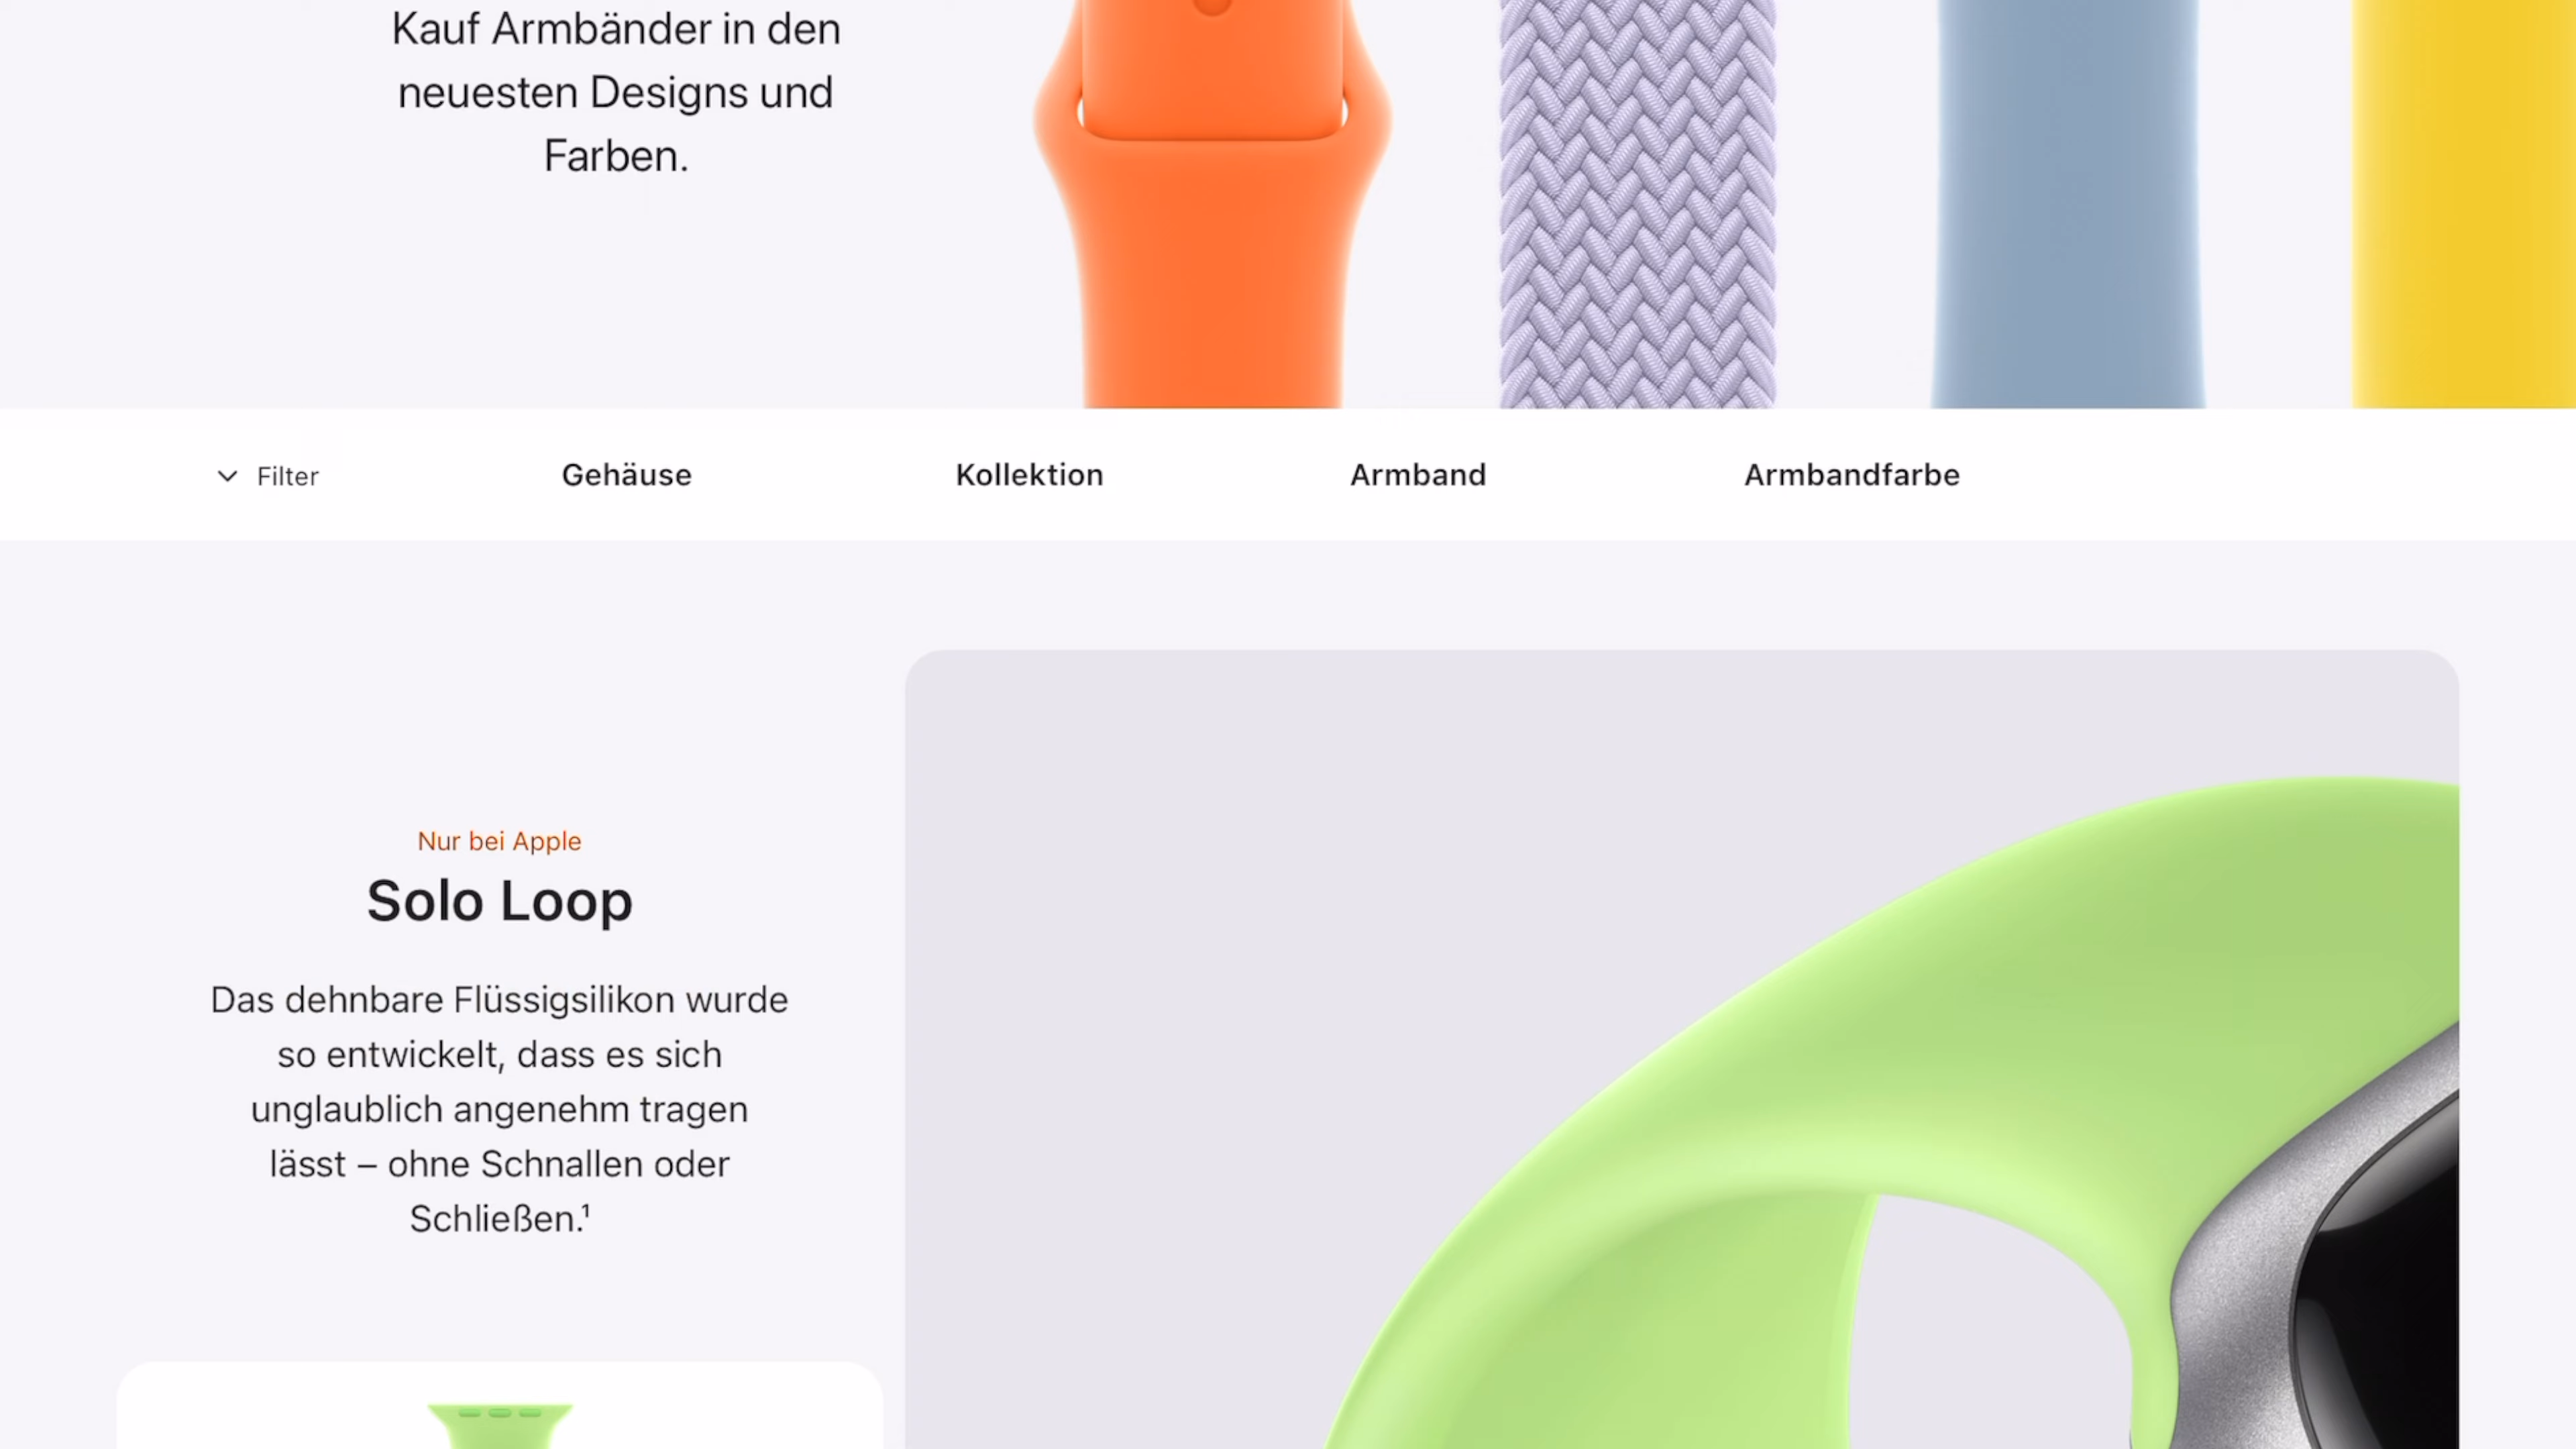 Kauf Armbänder in den
neuesten Designs und
Farben.
Filter
Gehäuse
Kollektion
Armband
Armbandfarbe
Nur bei Apple
Solo Loop
Das dehnbare Flüssigsilikon wurde
so entwickelt, dass es sich
unglaublich angenehm tragen
lässt – ohne Schnallen oder
Schließen.¹